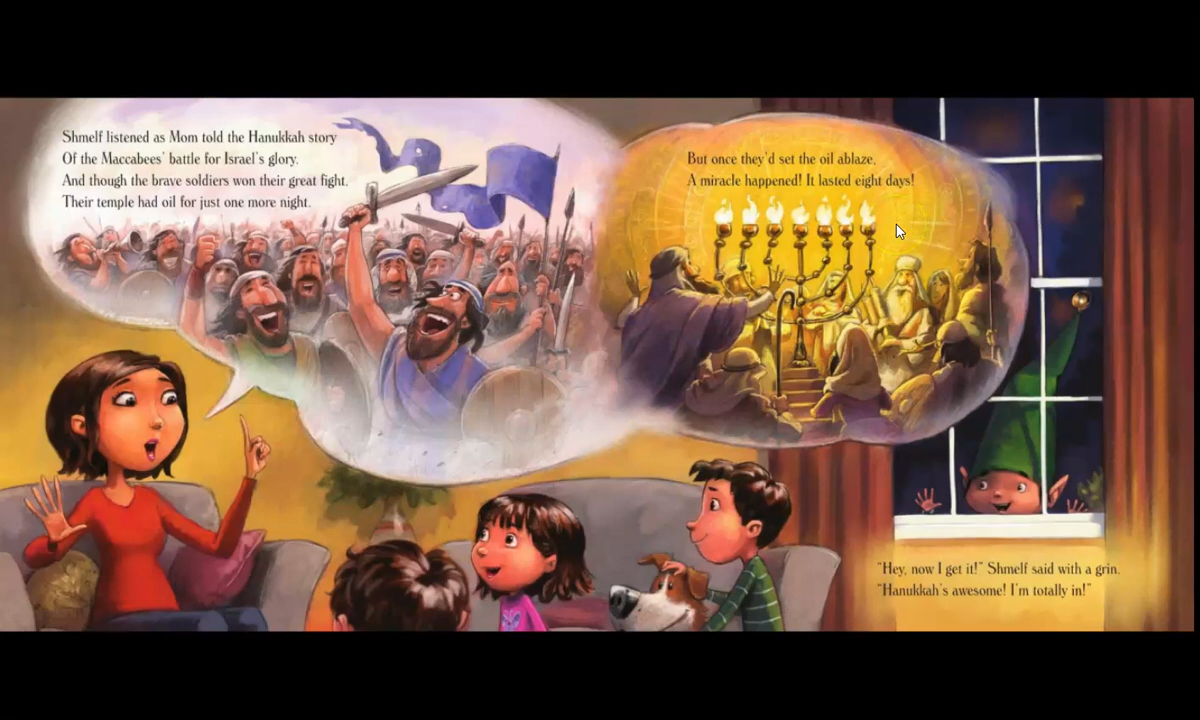 Shmelf listened as Mom told the Hanukkah story
Of the Maccabees' battle for Israel's glory.
And though the brave soldiers won their great fight,
Their temple had oil for just one more night.
But once they'd set the oil ablaze,
A miracle happened! It lasted eight days!
"Hey, now I get it!" Shmelf said with a grin.
"Hanukkah's awesome! I'm totally in!"